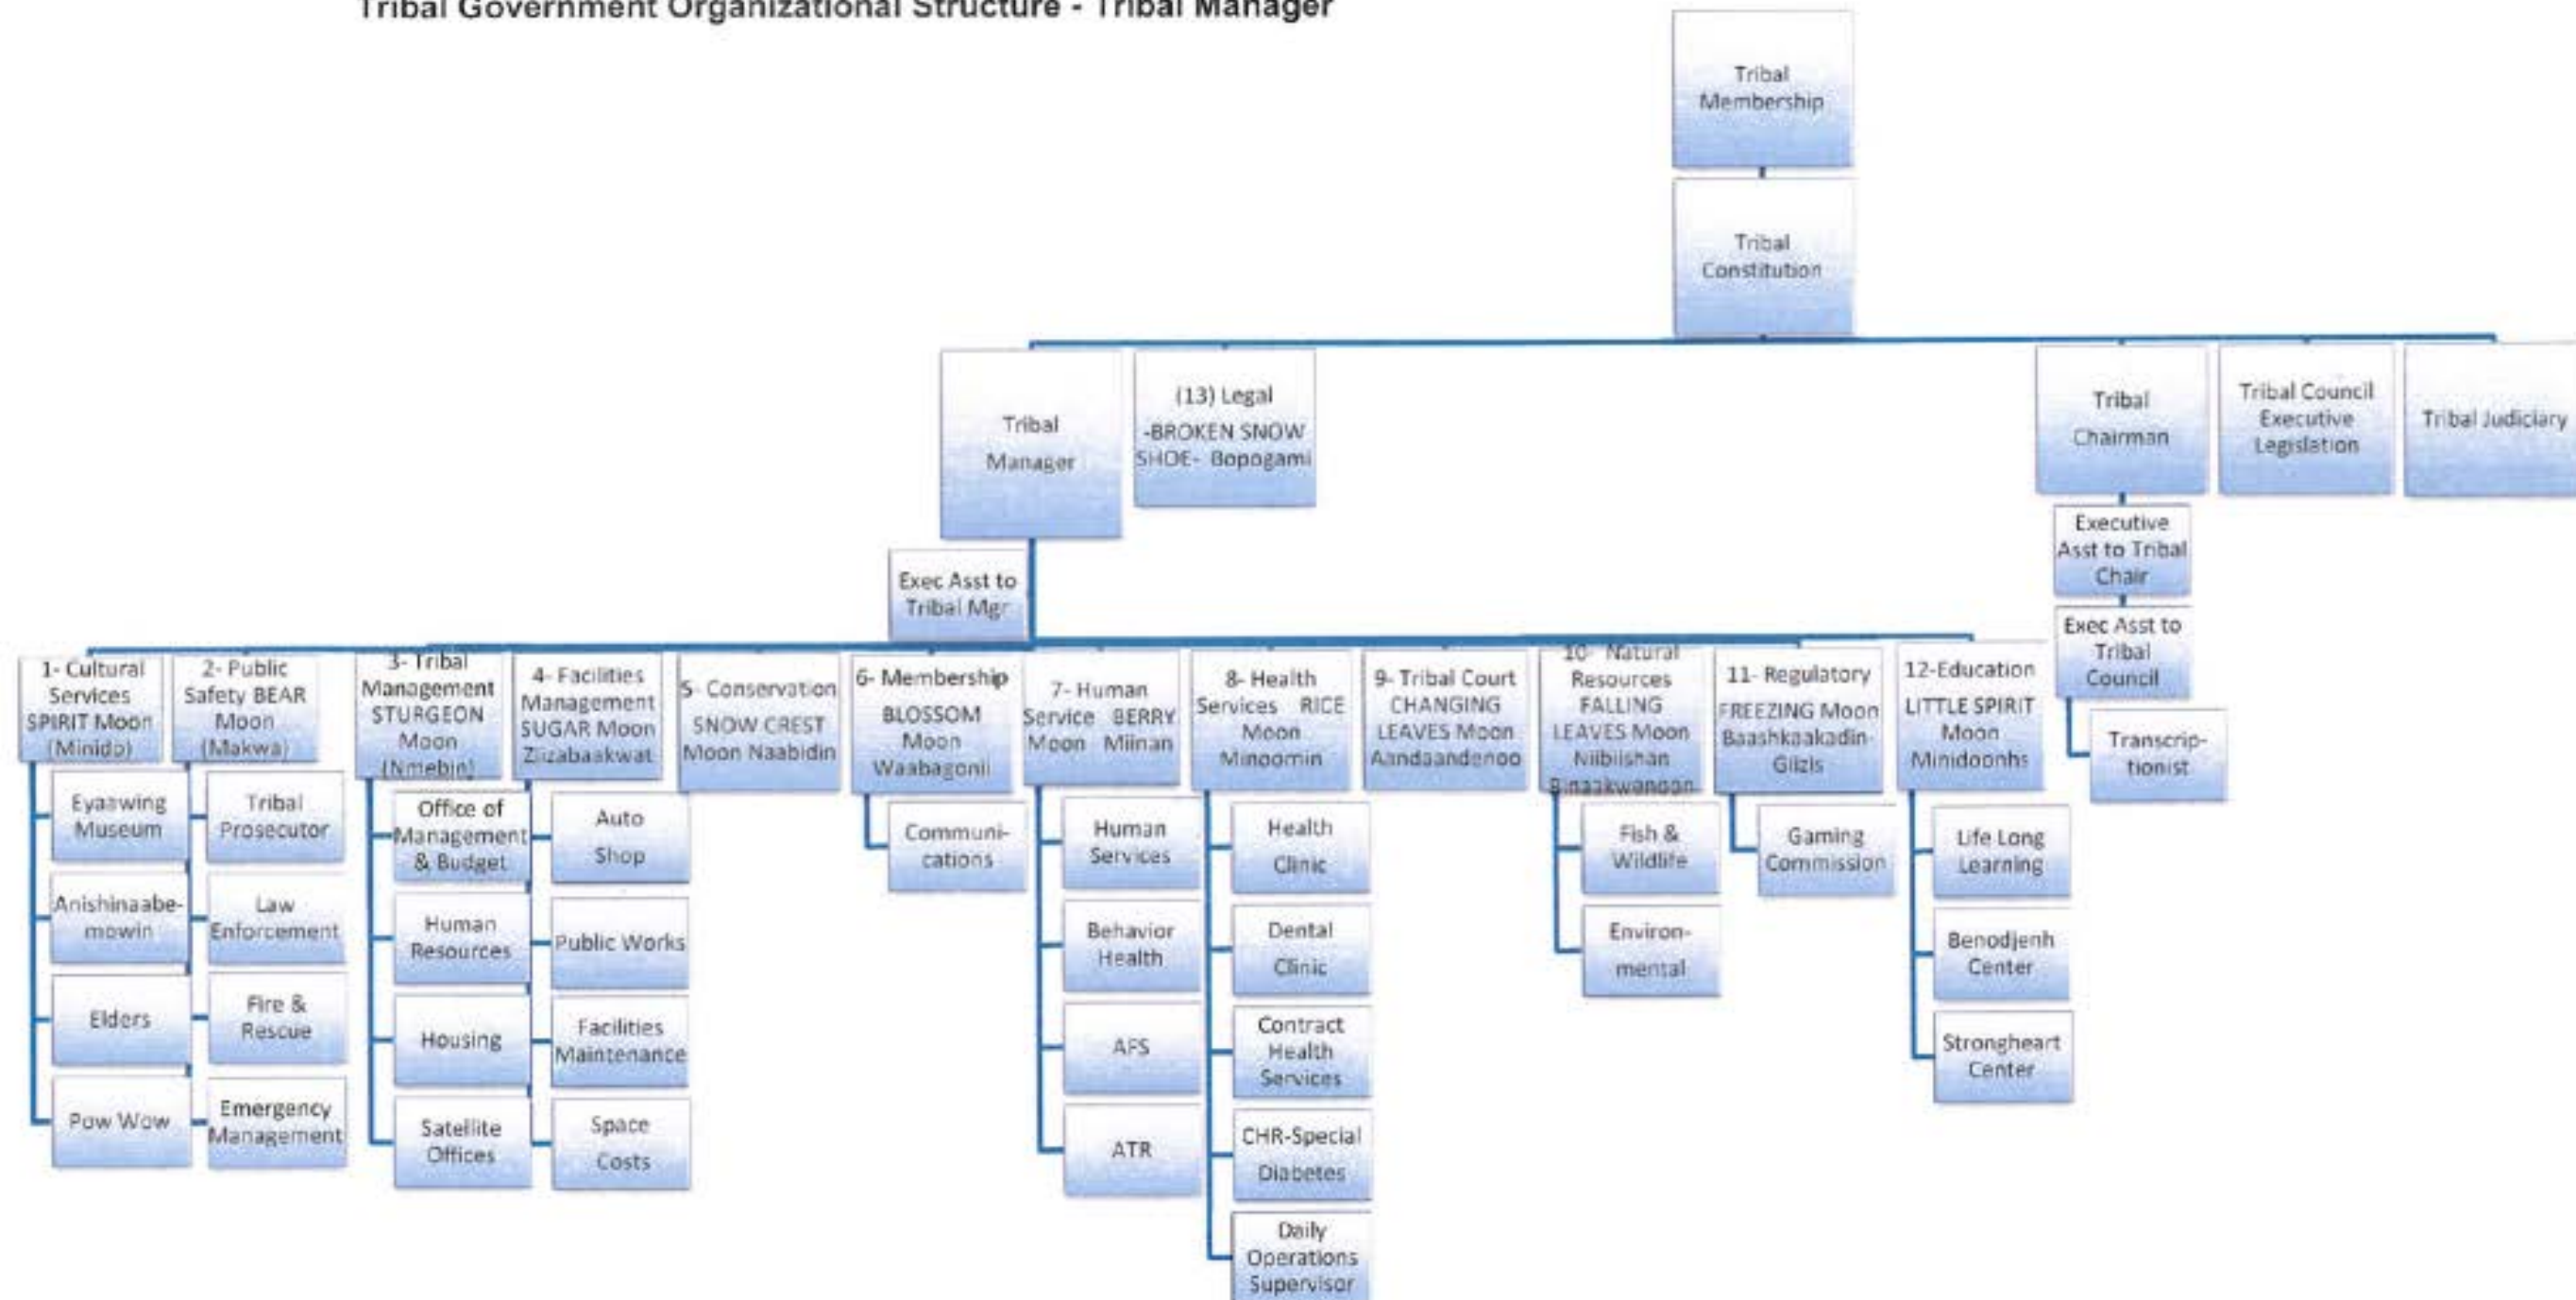 Tribal Government Organizational Structure - Tribal Manager
Tribal
Membership
Tribal
Constitution
Tribal
Manager
(13) Legal
-BROKEN SNOW
SHOE- Bopogami
Tribal
Chairman
Tribal Council
Executive
Legislation
Tribal Judiciary
Executive
Asst to Tribal
Chair
Exec Asst to
Tribal Mgr
Exec Asst to
Tribal
Council
Transcrip-
tionist
1- Cultural
Services
SPIRIT Moon
(Minido)
Eyaawing
Museum
Anishinaabe-
mowin
Elders
Pow Wow
2- Public
Safety BEAR
Moon
(Makwa)
Tribal
Prosecutor
Law
Enforcement
Fire &
Rescue
Emergency
Management
3- Tribal
Management
STURGEON
Moon
(Nmebin)
Office of
Management
& Budget
Human
Resources
Housing
Satellite
Offices
4- Facilities
Management
SUGAR Moon
Ziizabaakwat
Auto
Shop
Public Works
Facilities
Maintenance
Space
Costs
5- Conservation
SNOW CREST
Moon Naabidin
6- Membership
BLOSSOM
Moon
Waabagonii
Communi-
cations
7- Human
Service BERRY
Moon Miinan
Human
Services
Behavior
Health
AFS
ATR
8- Health
Services RICE
Moon
Minoomin
Health
Clinic
Dental
Clinic
Contract
Health
Services
CHR-Special
Diabetes
Daily
Operations
Supervisor
9- Tribal Court
CHANGING
LEAVES Moon
Aandaandenoo
10- Natural
Resources
FALLING
LEAVES Moon
Niibiishan
Binaakwanoon
Fish &
Wildlife
Environ-
mental
11- Regulatory
FREEZING Moon
Baashkaakadin-
Giizis
Gaming
Commission
12-Education
LITTLE SPIRIT
Moon
Minidoonhs
Life Long
Learning
Benodjenh
Center
Strongheart
Center